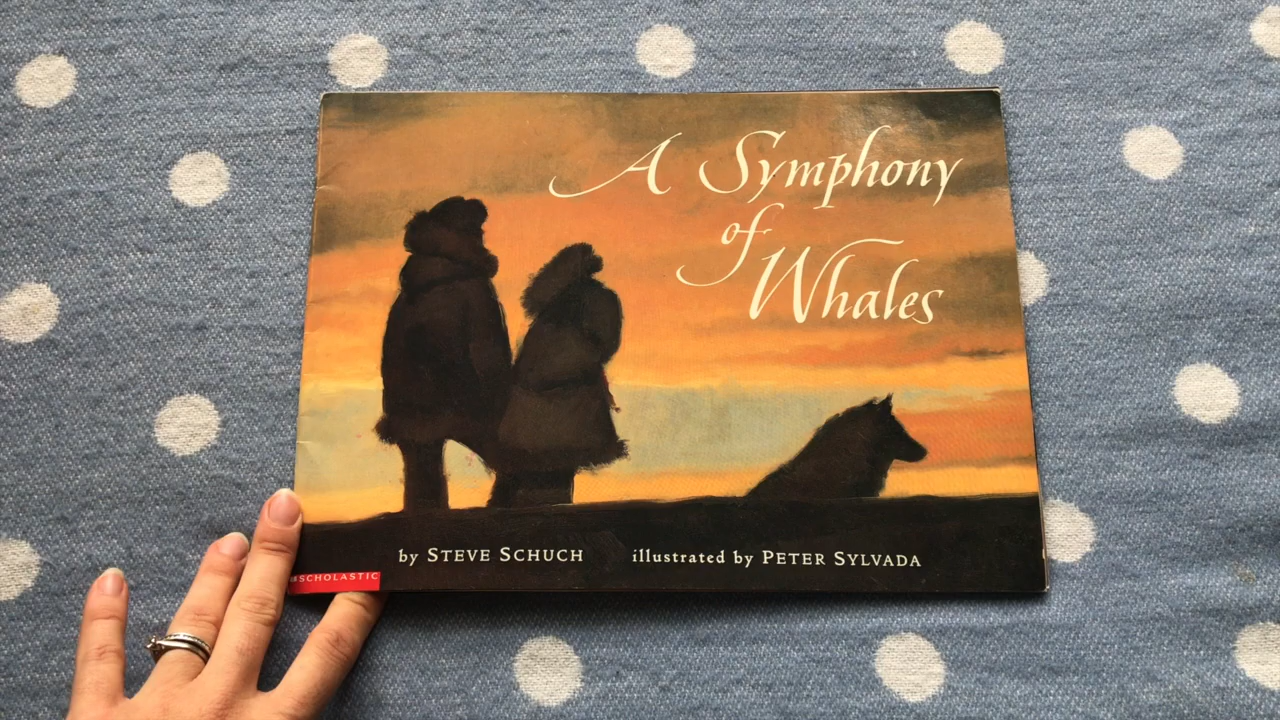 A Symphony
of
Whales
by STEVE SCHUCH illustrated by PETER SYLVADA
SCHOLASTIC